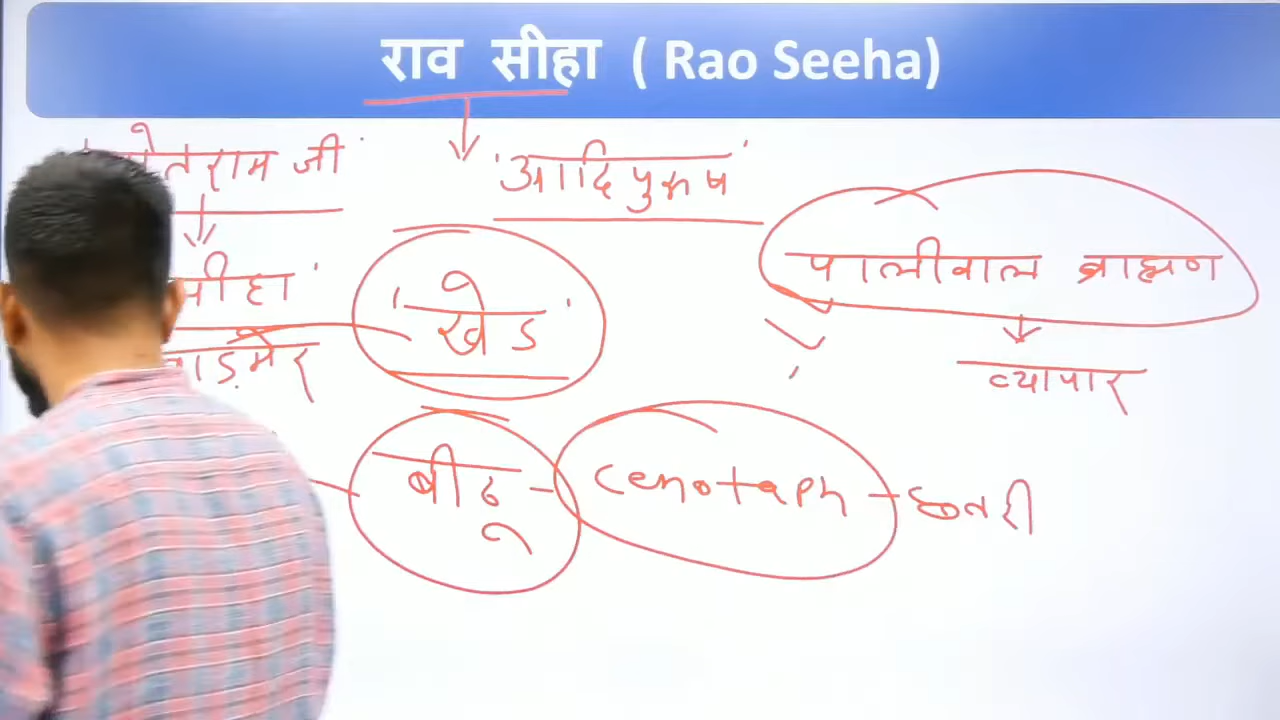 राव सीहा ( Rao Seeha)
राम जी
'आदिपुरुष'
पालीवाल ब्राह्मण
सीहा'
'खेड'
बाड़मेर
व्यापार
बीठू - cenotaph - छतरी